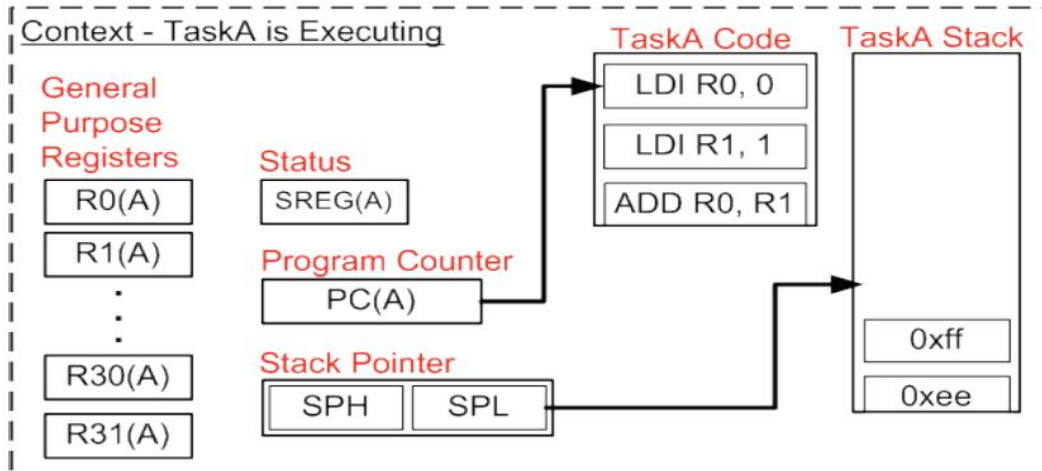 Context - TaskA is Executing
General
Purpose
Registers
R0(A)
R1(A)
R30(A)
R31(A)
Status
SREG(A)
Program Counter
PC(A)
Stack Pointer
SPH
SPL
TaskA Code
LDI R0, 0
LDI R1, 1
ADD R0, R1
TaskA Stack
0xff
0xee